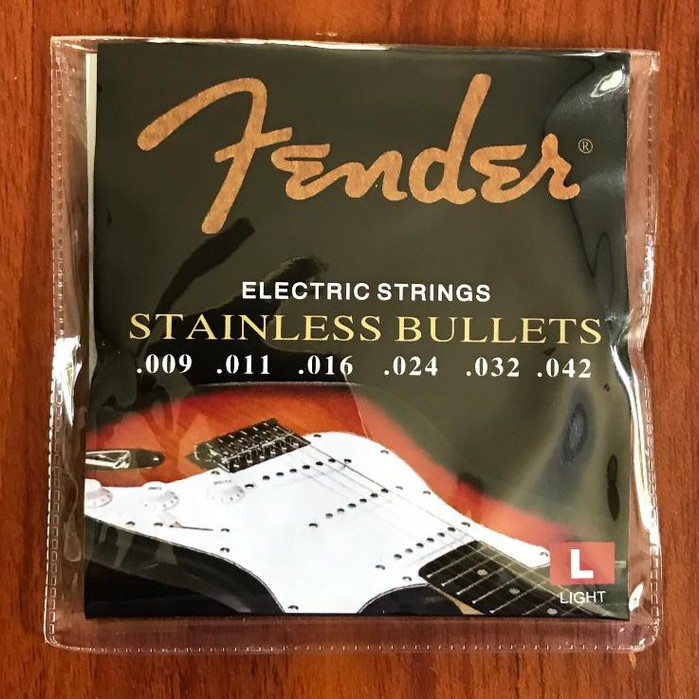 Fender®
ELECTRIC STRINGS
STAINLESS BULLETS
.009 .011 .016 .024 .032 .042
L
LIGHT